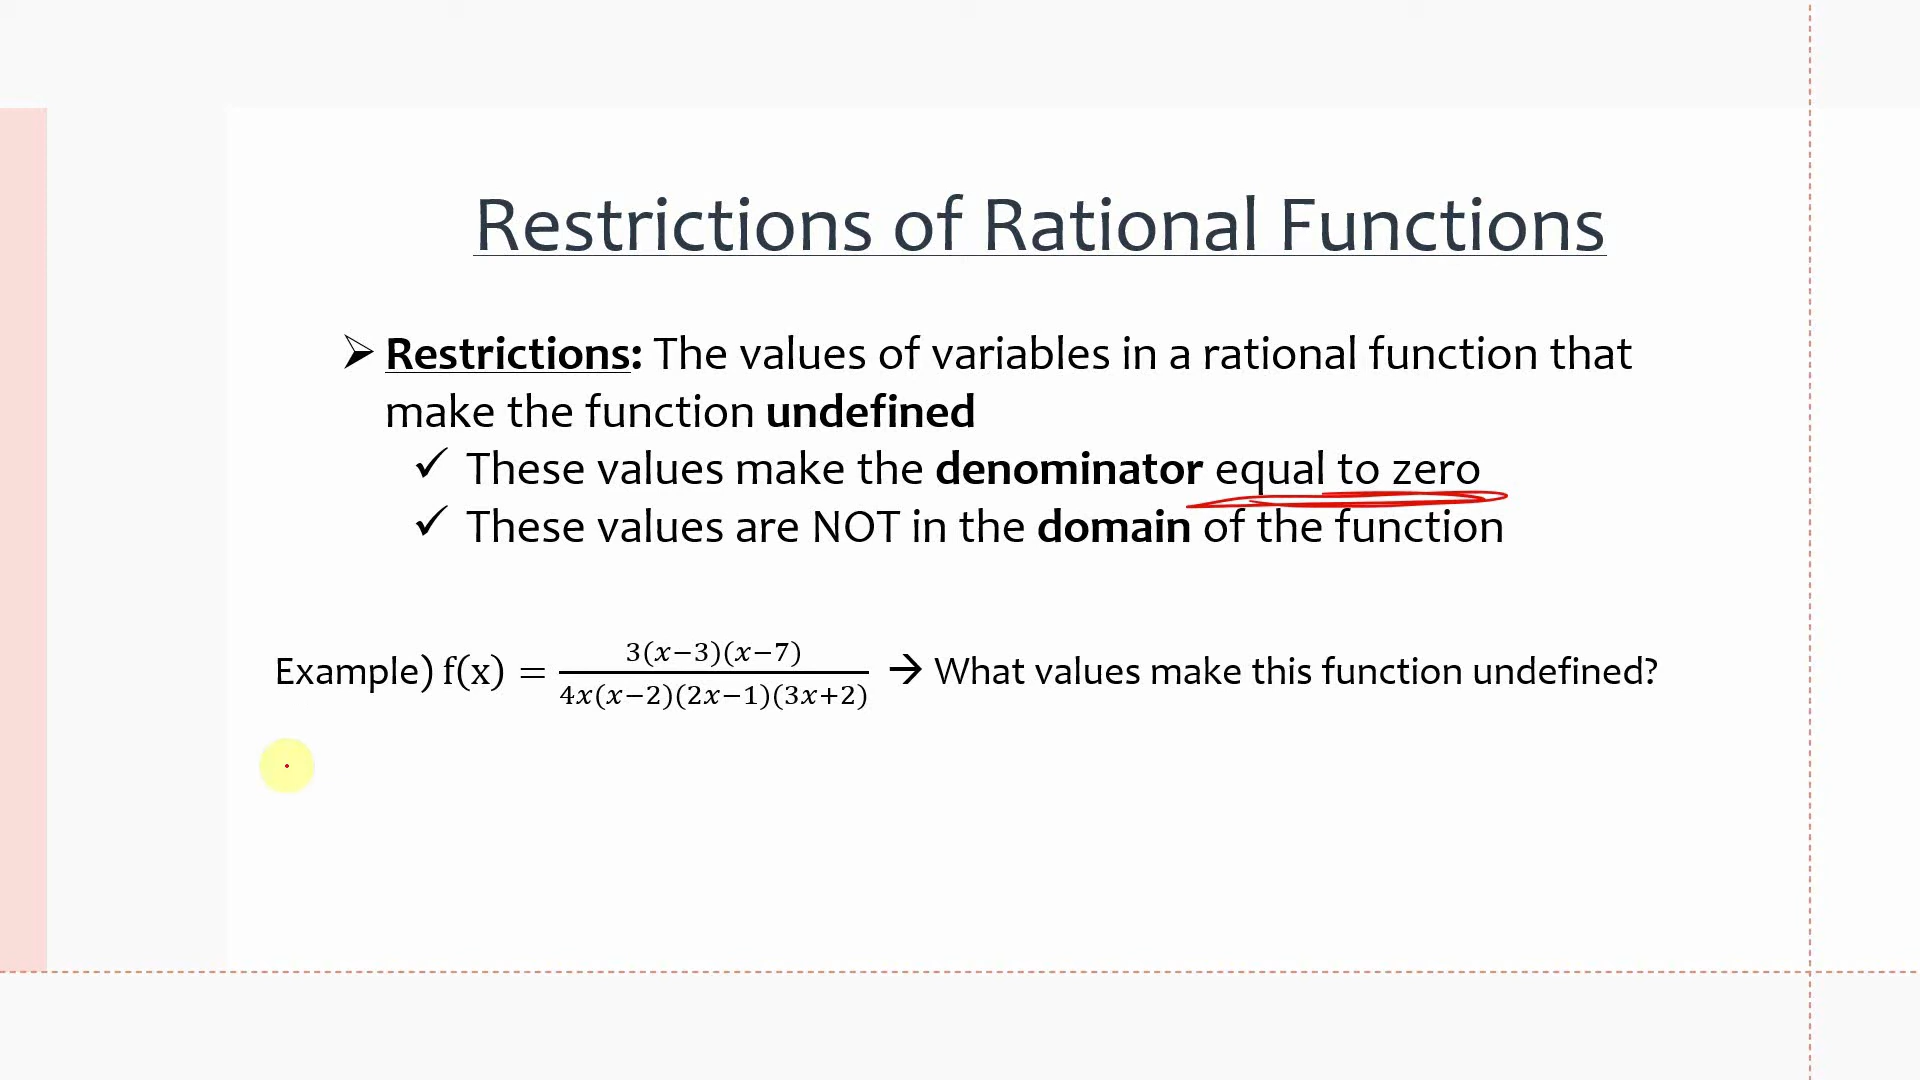 Restrictions of Rational Functions
➢ Restrictions: The values of variables in a rational function that
make the function undefined
✓ These values make the denominator equal to zero
✓ These values are NOT in the domain of the function
Example) f(x) = \frac{3(x−3)(x−7)}{4x(x−2)(2x−1)(3x+2)} → What values make this function undefined?